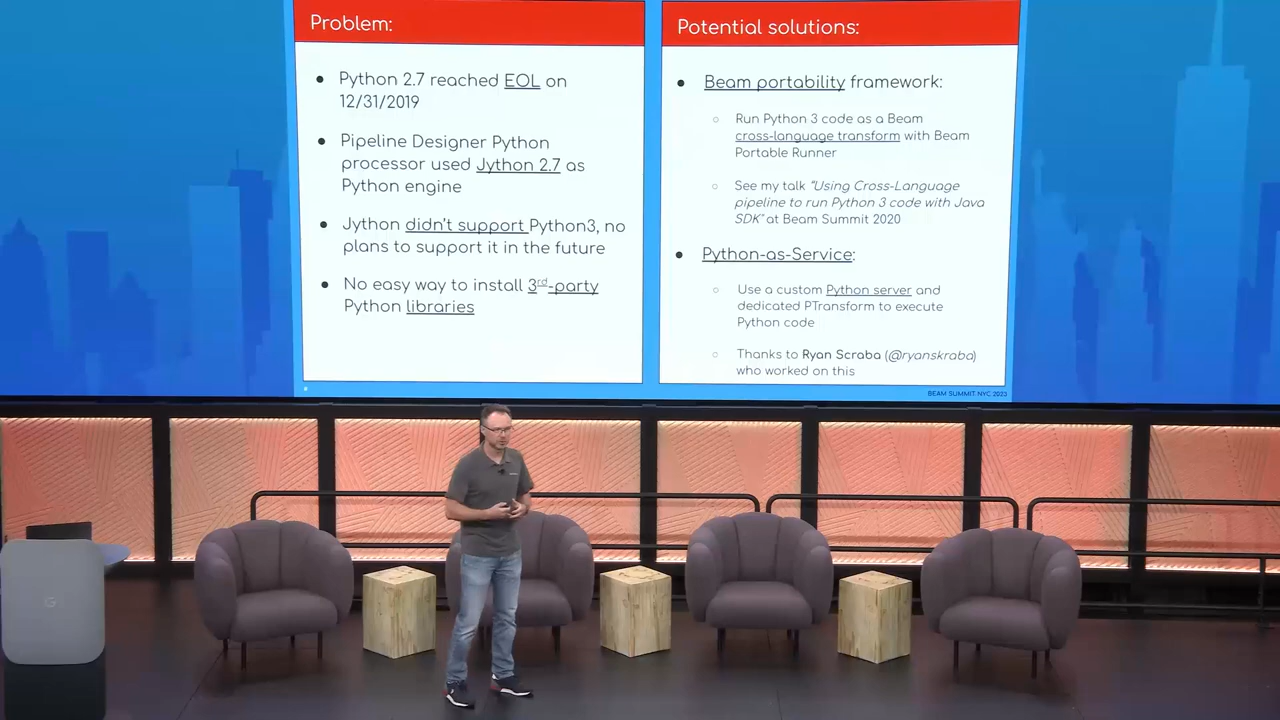 Problem:
● Python 2.7 reached EOL on
12/31/2019
● Pipeline Designer Python
processor used Jython 2.7 as
Python engine
● Jython didn't support Python3, no
plans to support it in the future
● No easy way to install 3rd-party
Python libraries
Potential solutions:
● Beam portability framework:
○ Run Python 3 code as a Beam
cross-language transform with Beam
Portable Runner
○ See my talk "Using Cross-Language
pipeline to run Python 3 code with Java
SDK" at Beam Summit 2020
● Python-as-Service:
○ Use a custom Python server and
dedicated PTransform to execute
Python code
○ Thanks to Ryan Scraba (@ryanskraba)
who worked on this
BEAM SUMMIT NYC 2023